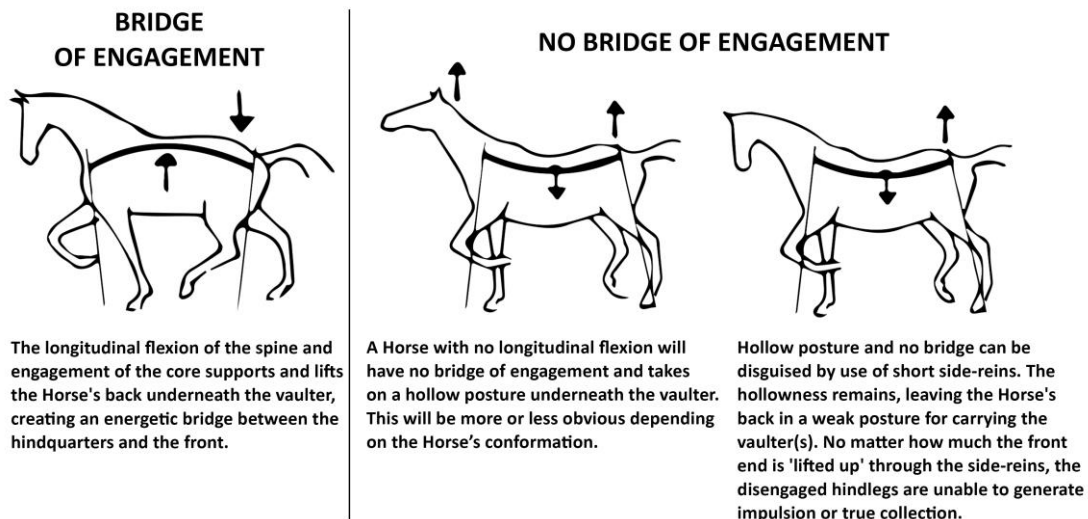 BRIDGE
OF ENGAGEMENT
The longitudinal flexion of the spine and
engagement of the core supports and lifts
the Horse's back underneath the vaulter,
creating an energetic bridge between the
hindquarters and the front.
NO BRIDGE OF ENGAGEMENT
A Horse with no longitudinal flexion will
have no bridge of engagement and takes
on a hollow posture underneath the vaulter.
This will be more or less obvious depending
on the Horse’s conformation.
Hollow posture and no bridge can be
disguised by use of short side-reins. The
hollowness remains, leaving the Horse's
back in a weak posture for carrying the
vaulter(s). No matter how much the front
end is 'lifted up' through the side-reins, the
disengaged hindlegs are unable to generate
impulsion or true collection.